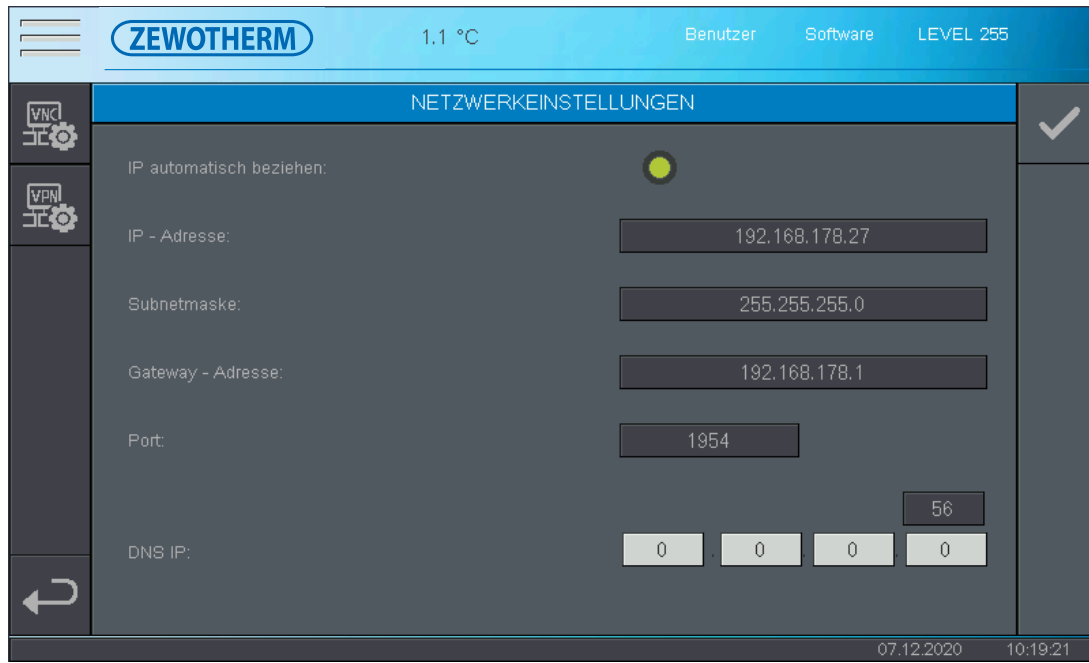 ZEWOTHERM 1.1 °C Benutzer Software LEVEL 255
NETZWERKEINSTELLUNGEN
VNC
IP automatisch beziehen:
VPN
IP - Adresse: 192.168.178.27
Subnetmaske: 255.255.255.0
Gateway - Adresse: 192.168.178.1
Port: 1954
56
DNS IP: 0 . 0 . 0 . 0
07.12.2020 10:19:21